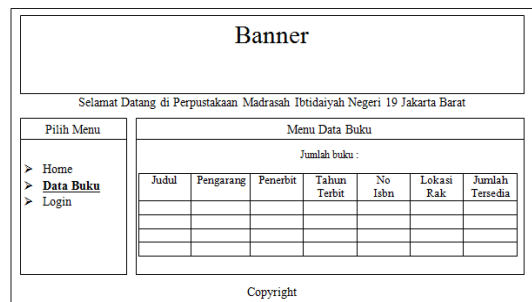 Banner
Selamat Datang di Perpustakaan Madrasah Ibtidaiyah Negeri 19 Jakarta Barat
Pilih Menu
Home
Data Buku
Login
Menu Data Buku
Jumlah buku :
Judul Pengarang Penerbit Tahun Terbit No Isbn Lokasi Rak Jumlah Tersedia
Copyright